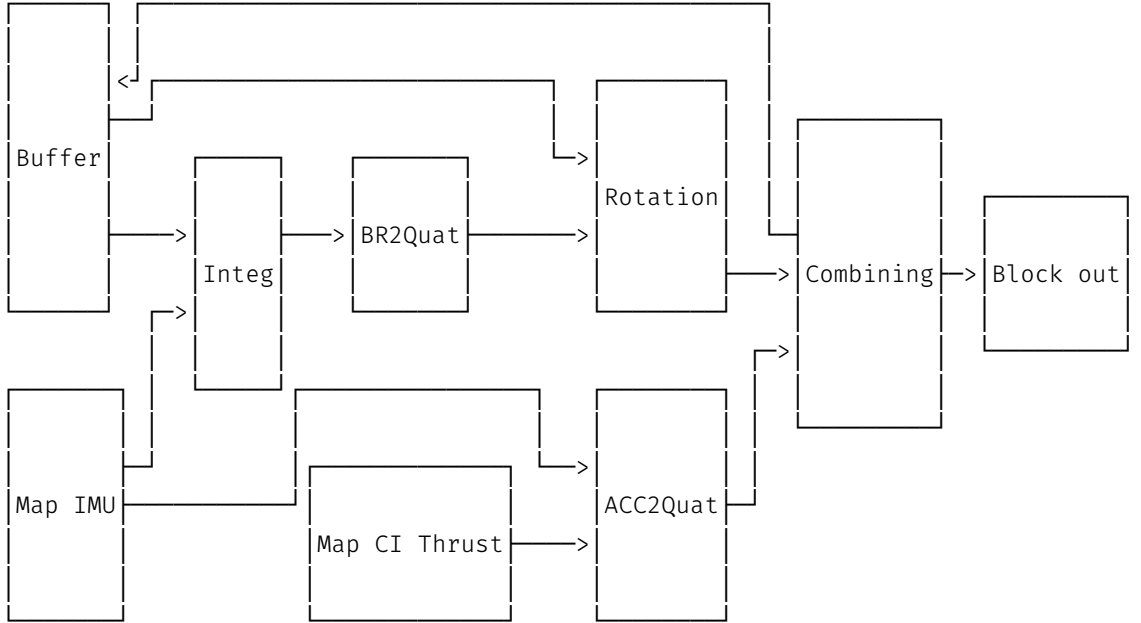 Buffer
Rotation
BR2Quat
Integ
Combining
Block out
Map IMU
ACC2Quat
Map CI Thrust